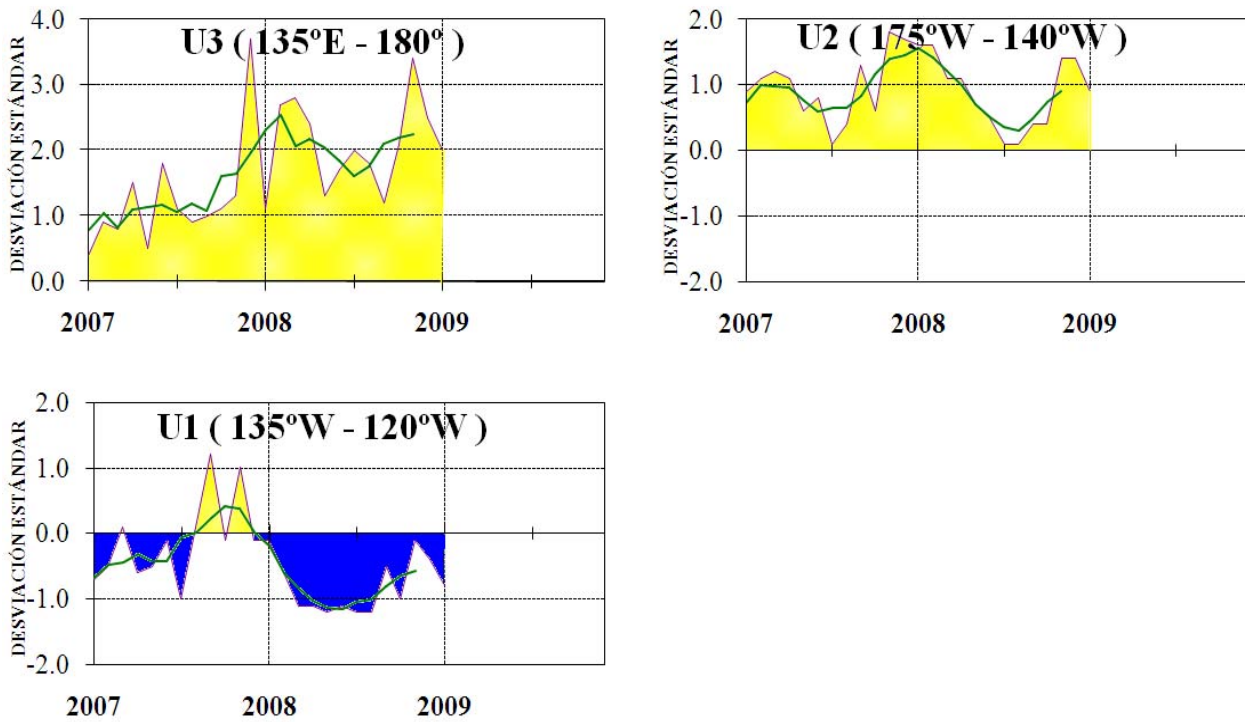 U3 ( 135ºE - 180º )
DESVIACIÓN ESTÁNDAR
4.0
3.0
2.0
1.0
0.0
2007 2008 2009
U2 ( 175ºW - 140ºW )
DESVIACIÓN ESTÁNDAR
2.0
1.0
0.0
-1.0
-2.0
2007 2008 2009
U1 ( 135ºW - 120ºW )
DESVIACIÓN ESTÁNDAR
2.0
1.0
0.0
-1.0
-2.0
2007 2008 2009